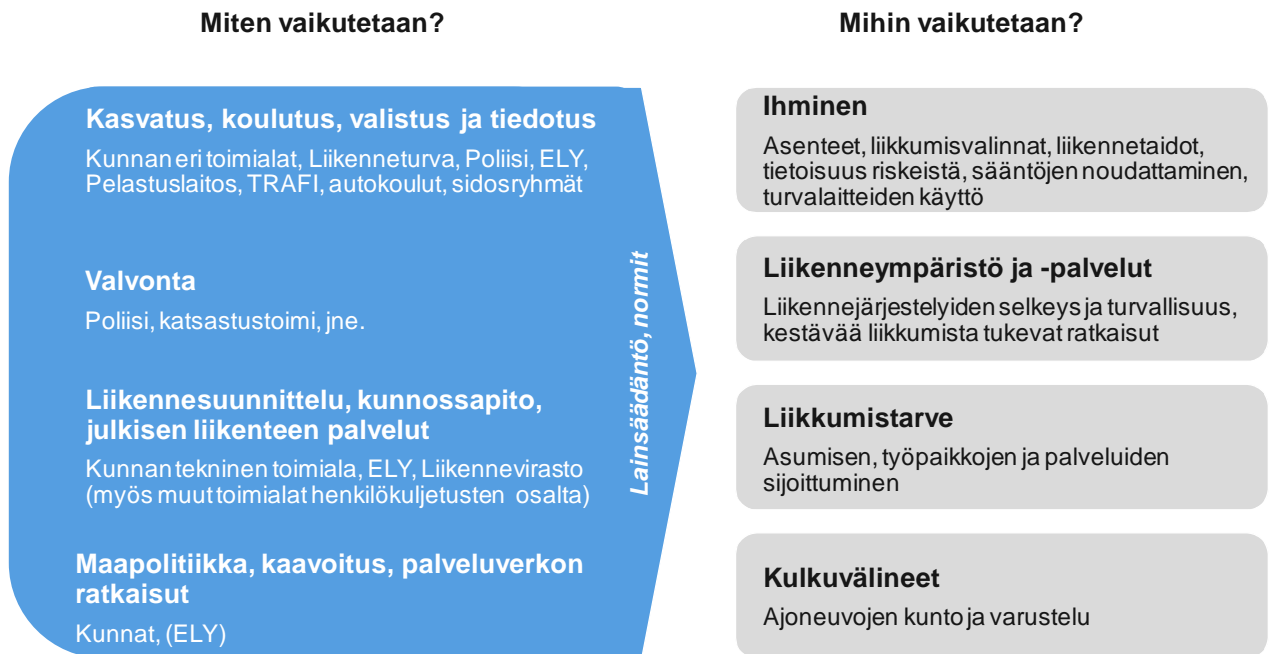 Miten vaikutetaan?
Kasvatus, koulutus, valistus ja tiedotus
Kunnan eri toimialat, Liikenneturva, Poliisi, ELY,
Pelastuslaitos, TRAFI, autokoulut, sidosryhmät
Valvonta
Poliisi, katsastustoimi, jne.
Liikennesuunnittelu, kunnossapito,
julkisen liikenteen palvelut
Kunnan tekninen toimiala, ELY, Liikennevirasto
(myös muut toimialat henkilökuljetusten osalta)
Maapolitiikka, kaavoitus, palveluverkon
ratkaisut
Kunnat, (ELY)
Lainsäädäntö, normit
Mihin vaikutetaan?
Ihminen
Asenteet, liikkumisvalinnat, liikennetaidot,
tietoisuus riskeistä, sääntöjen noudattaminen,
turvalaitteiden käyttö
Liikenneympäristö ja -palvelut
Liikennejärjestelyiden selkeys ja turvallisuus,
kestävää liikkumista tukevat ratkaisut
Liikkumistarve
Asumisen, työpaikkojen ja palveluiden
sijoittuminen
Kulkuvälineet
Ajoneuvojen kunto ja varustelu